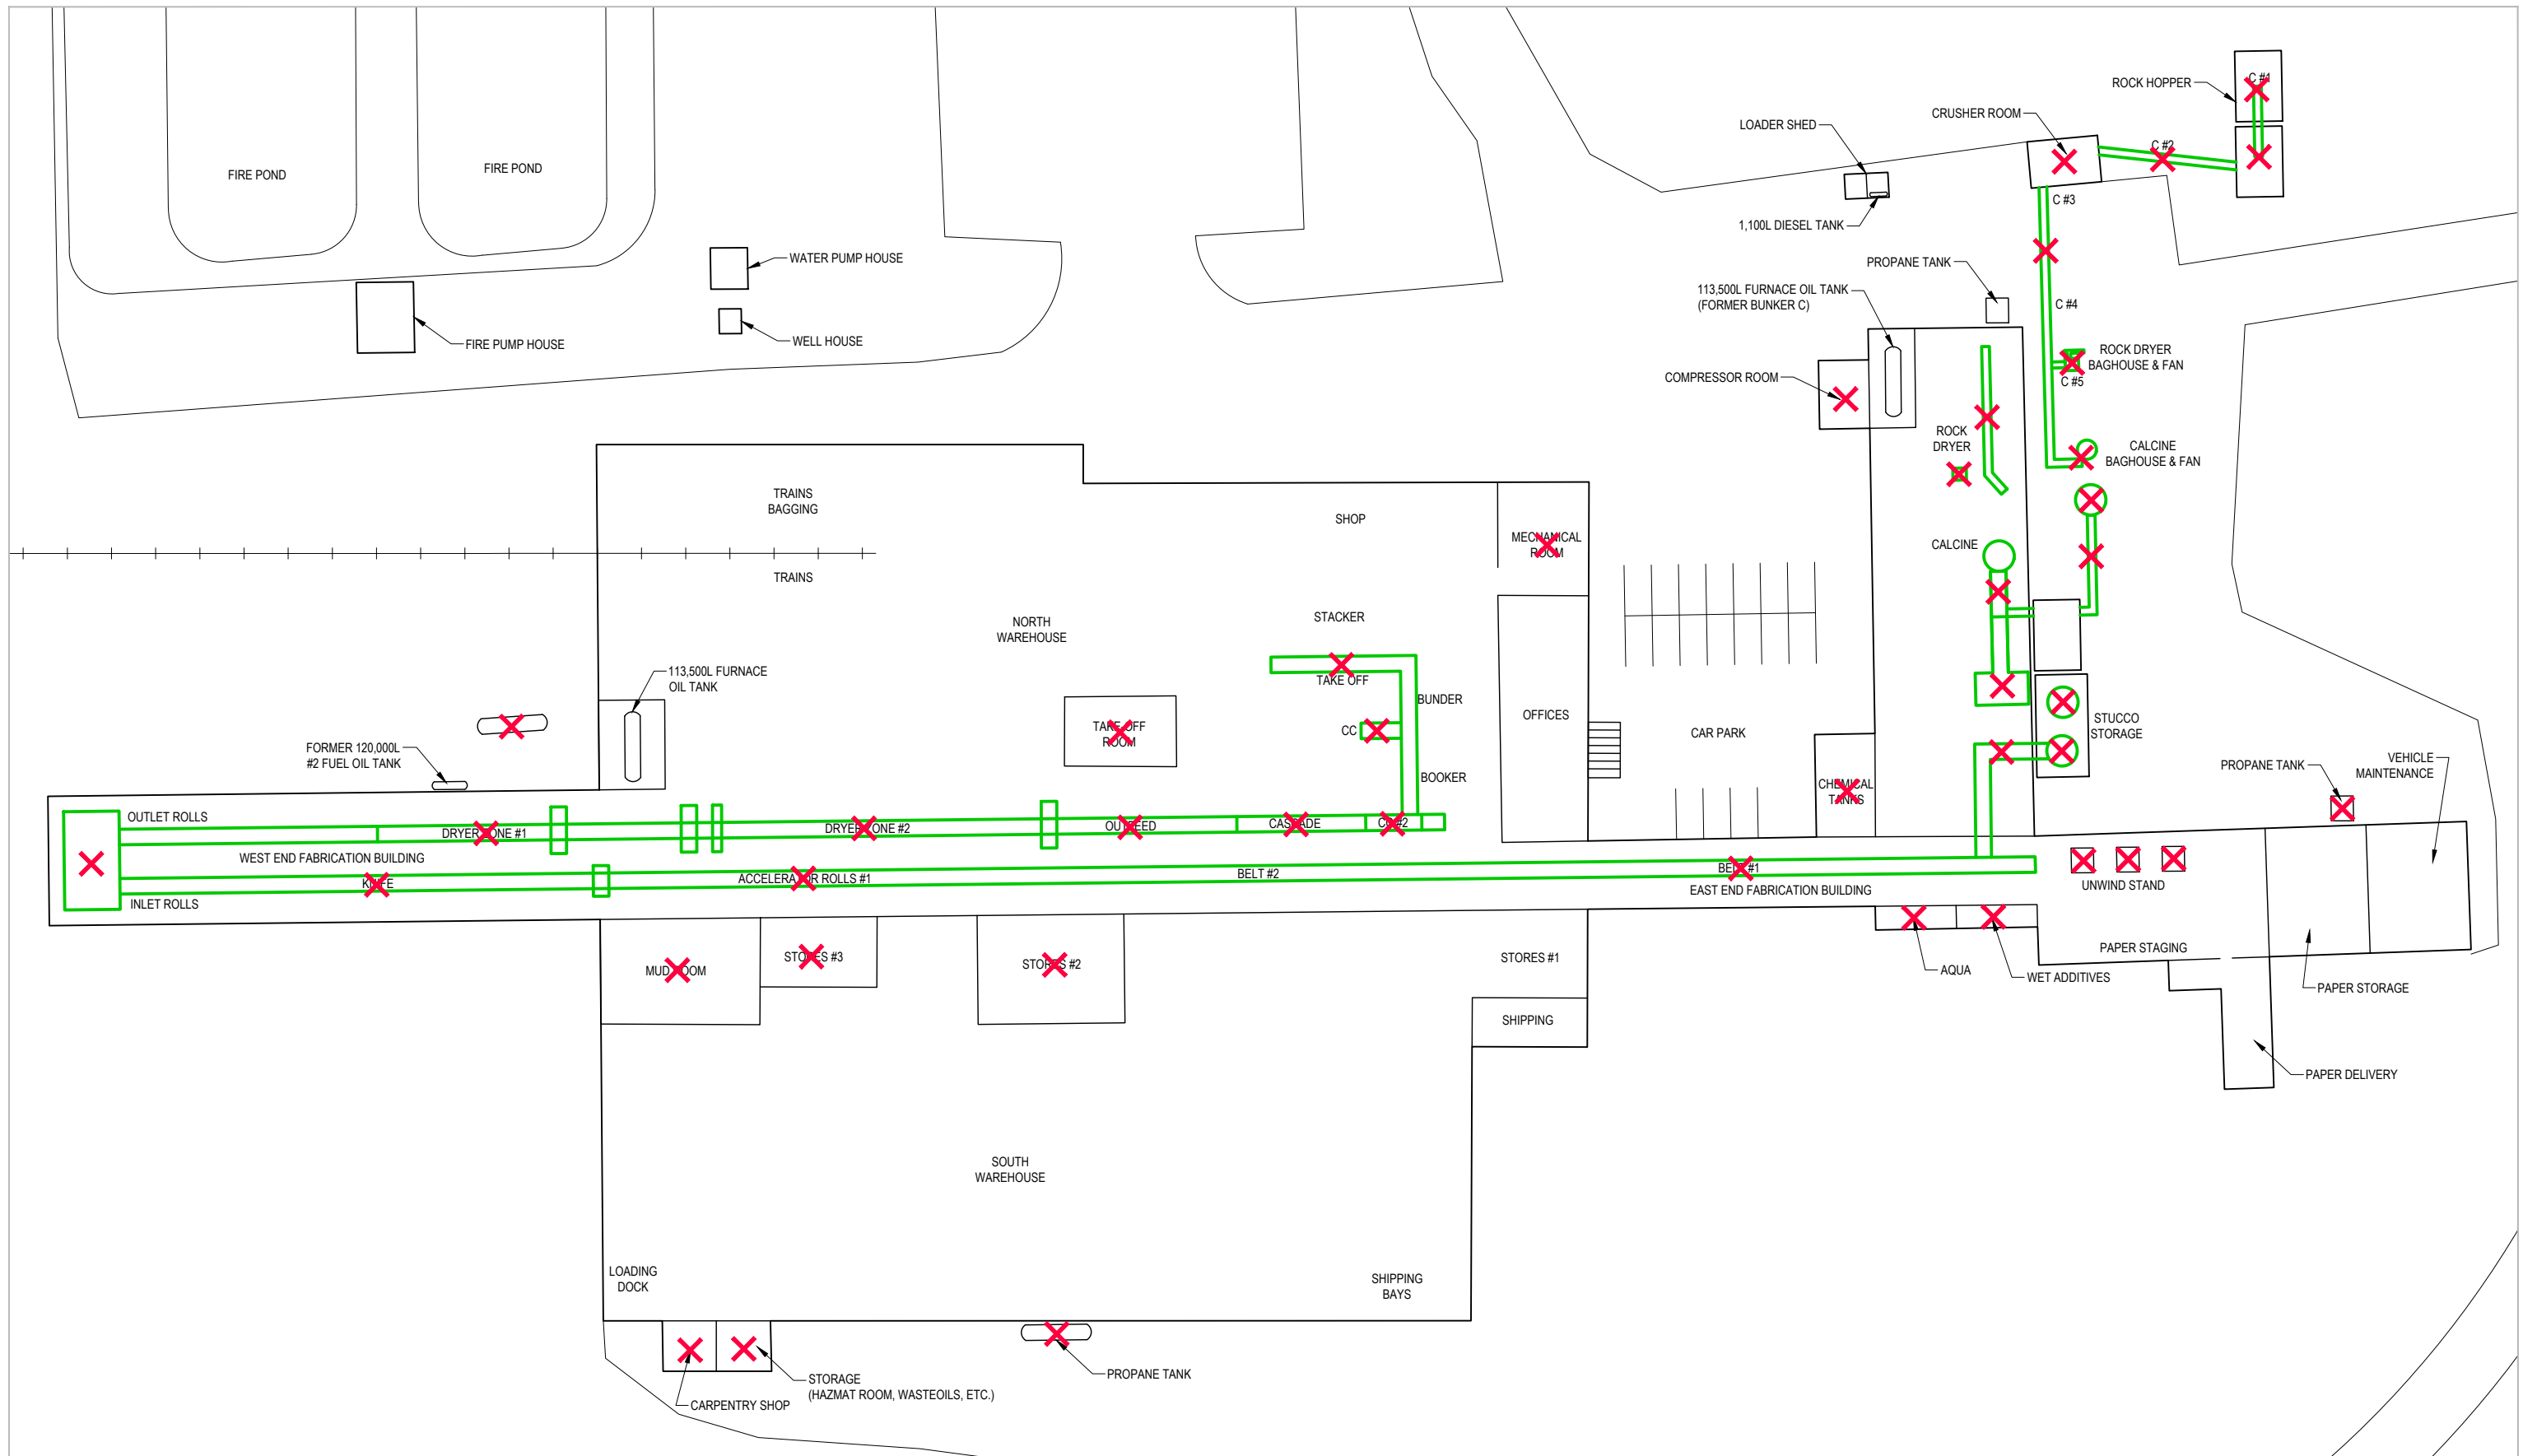 C #1
ROCK HOPPER
CRUSHER ROOM
LOADER SHED
C #2
FIRE POND
FIRE POND
C #3
1,100L DIESEL TANK
WATER PUMP HOUSE
PROPANE TANK
113,500L FURNACE OIL TANK
(FORMER BUNKER C)
C #4
WELL HOUSE
FIRE PUMP HOUSE
ROCK DRYER
BAGHOUSE & FAN
C #5
COMPRESSOR ROOM
ROCK
DRYER
CALCINE
BAGHOUSE & FAN
TRAINS
BAGGING
SHOP
MECHANICAL
ROOM
CALCINE
TRAINS
NORTH
WAREHOUSE
STACKER
113,500L FURNACE
OIL TANK
TAKE OFF
BUNDER
OFFICES
STUCCO
STORAGE
TAKE OFF
ROOM
CC
CAR PARK
FORMER 120,000L
#2 FUEL OIL TANK
BOOKER
CHEMICAL
TANKS
PROPANE TANK
VEHICLE
MAINTENANCE
OUTLET ROLLS
DRYER ZONE #1
DRYER ZONE #2
OUTFEED
CASCADE
CC #2
WEST END FABRICATION BUILDING
KNIFE
ACCELERATOR ROLLS #1
BELT #2
BELT #1
EAST END FABRICATION BUILDING
UNWIND STAND
INLET ROLLS
MUD ROOM
STORES #3
STORES #2
STORES #1
AQUA
WET ADDITIVES
PAPER STAGING
PAPER STORAGE
SHIPPING
PAPER DELIVERY
SOUTH
WAREHOUSE
LOADING
DOCK
SHIPPING
BAYS
PROPANE TANK
STORAGE
(HAZMAT ROOM, WASTEOILS, ETC.)
CARPENTRY SHOP